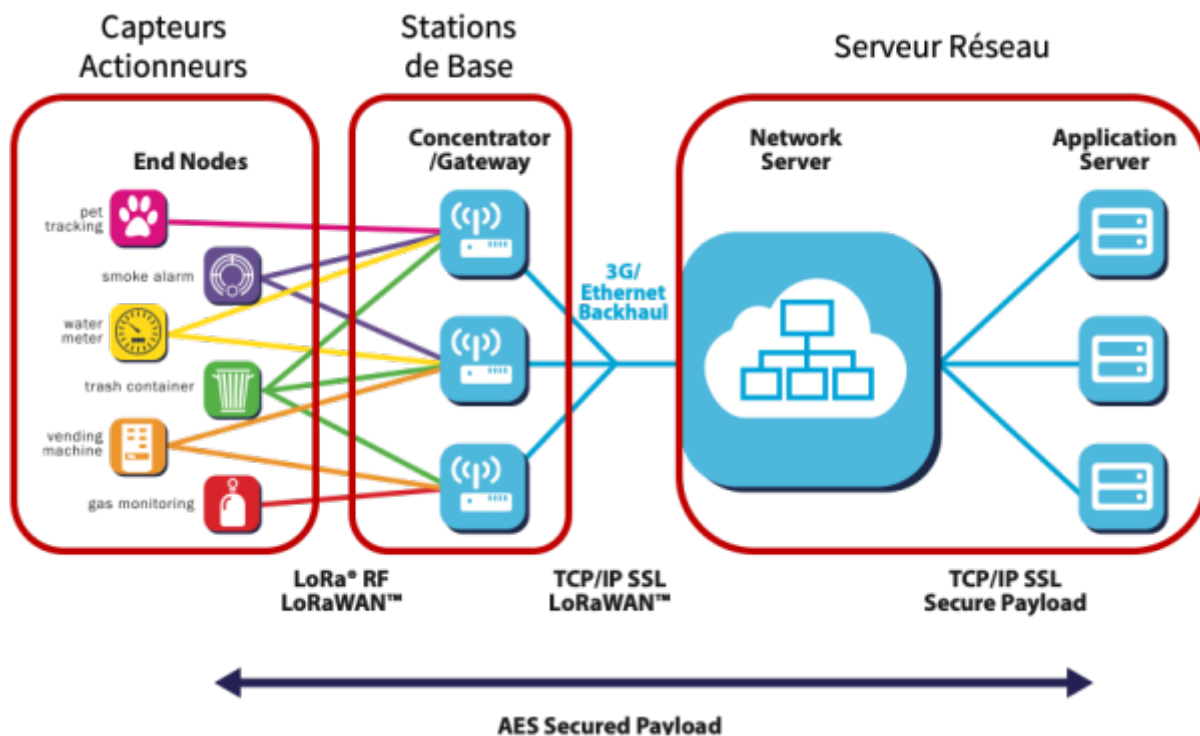 Capteurs
Actionneurs
Stations
de Base
Serveur Réseau
End Nodes
Concentrator
/Gateway
Network
Server
Application
Server
pet
tracking
smoke alarm
water
meter
trash container
vending
machine
gas monitoring
3G/
Ethernet
Backhaul
LoRa® RF
LoRaWAN™
TCP/IP SSL
LoRaWAN™
TCP/IP SSL
Secure Payload
AES Secured Payload